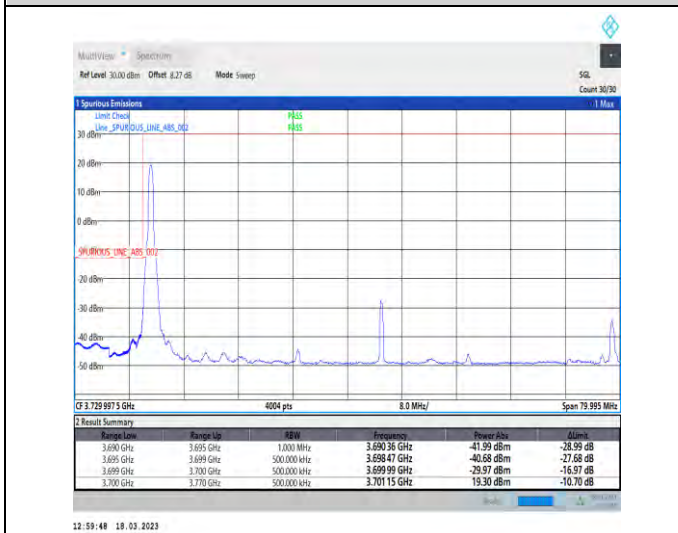 MultiView Spectrum
Ref Level 30.00 dBm Offset 8.27 dB Mode Sweep SGL
Count 30/30
1 Spurious Emissions 1 Max
Limit Check PASS
Line _SPURIOUS_LINE_ABS_002 PASS
30 dBm
20 dBm
10 dBm
0 dBm
_SPURIOUS_LINE_ABS_002
-20 dBm
-30 dBm
-40 dBm
-50 dBm
CF 3.729 997 5 GHz 4004 pts 8.0 MHz/ Span 79.995 MHz
2 Result Summary
Range Low Range Up RBW Frequency Power Abs ΔLimit
3.690 GHz 3.695 GHz 1.000 MHz 3.690 36 GHz -41.99 dBm -28.99 dB
3.695 GHz 3.699 GHz 500.000 kHz 3.698 47 GHz -40.68 dBm -27.68 dB
3.699 GHz 3.700 GHz 500.000 kHz 3.699 99 GHz -29.97 dBm -16.97 dB
3.700 GHz 3.770 GHz 500.000 kHz 3.701 15 GHz 19.30 dBm -10.70 dB
12:59:48 18.03.2023